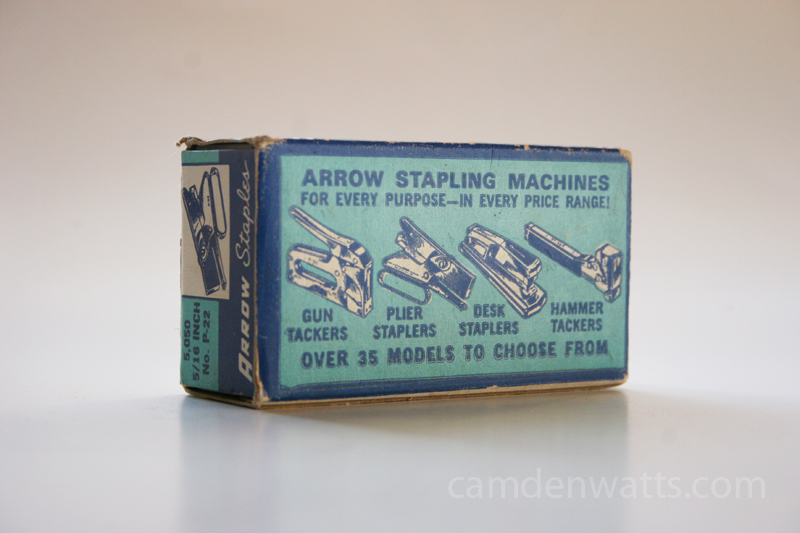 ARROW STAPLING MACHINES
FOR EVERY PURPOSE—IN EVERY PRICE RANGE!
GUN
TACKERS
PLIER
STAPLERS
DESK
STAPLERS
HAMMER
TACKERS
OVER 35 MODELS TO CHOOSE FROM
ARROW Staples
5,050
5/16 INCH
No. P-22
camdenwatts.com